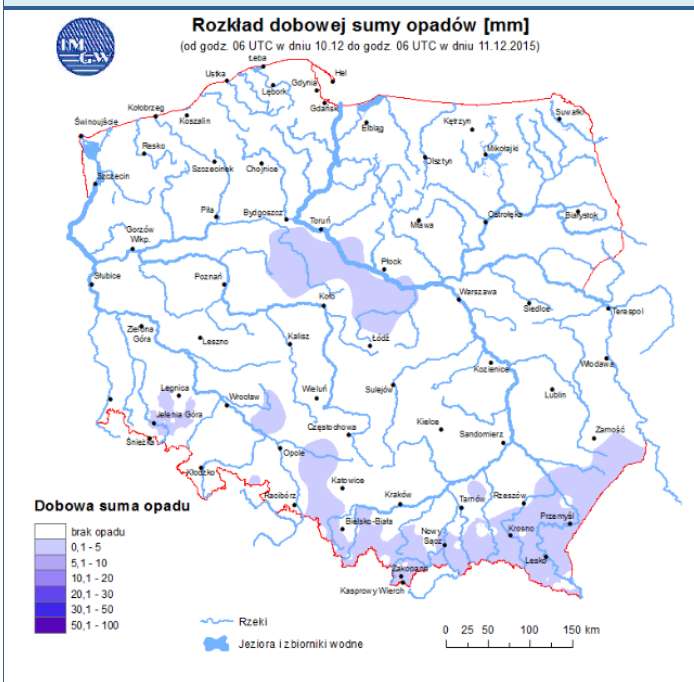 Rozkład dobowej sumy opadów [mm]
(od godz. 06 UTC w dniu 10.12 do godz. 06 UTC w dniu 11.12.2015)
IM
GW
Łeba
Hel
Ustka
Gdynia
Lębork
Suwałki
Kołobrzeg
Gdańsk
Koszalin
Świnoujście
Elbląg
Kętrzyn
Resko
Mikołajki
Szczecinek
Chojnice
Olsztyn
Szczecin
Piła
Bydgoszcz
Białystok
Toruń
Mława
Ostrołęka
Gorzów
Wlkp.
Płock
Słubice
Poznań
Warszawa
Koło
Siedlce
Terespol
Zielona
Góra
Leszno
Kalisz
Łódź
Włodawa
Kozienice
Legnica
Wrocław
Wieluń
Sulejów
Lublin
Jelenia Góra
Częstochowa
Kielce
Sandomierz
Zamość
Śnieżka
Opole
Kłodzko
Katowice
Racibórz
Kraków
Tarnów
Rzeszów
Przemyśl
Bielsko-Biała
Nowy
Sącz
Krosno
Lesko
Zakopane
Kasprowy Wierch
Dobowa suma opadu
brak opadu
0,1 - 5
5,1 - 10
10,1 - 20
20,1 - 30
30,1 - 50
50,1 - 100
Rzeki
Jeziora i zbiorniki wodne
0 25 50 100 150 km